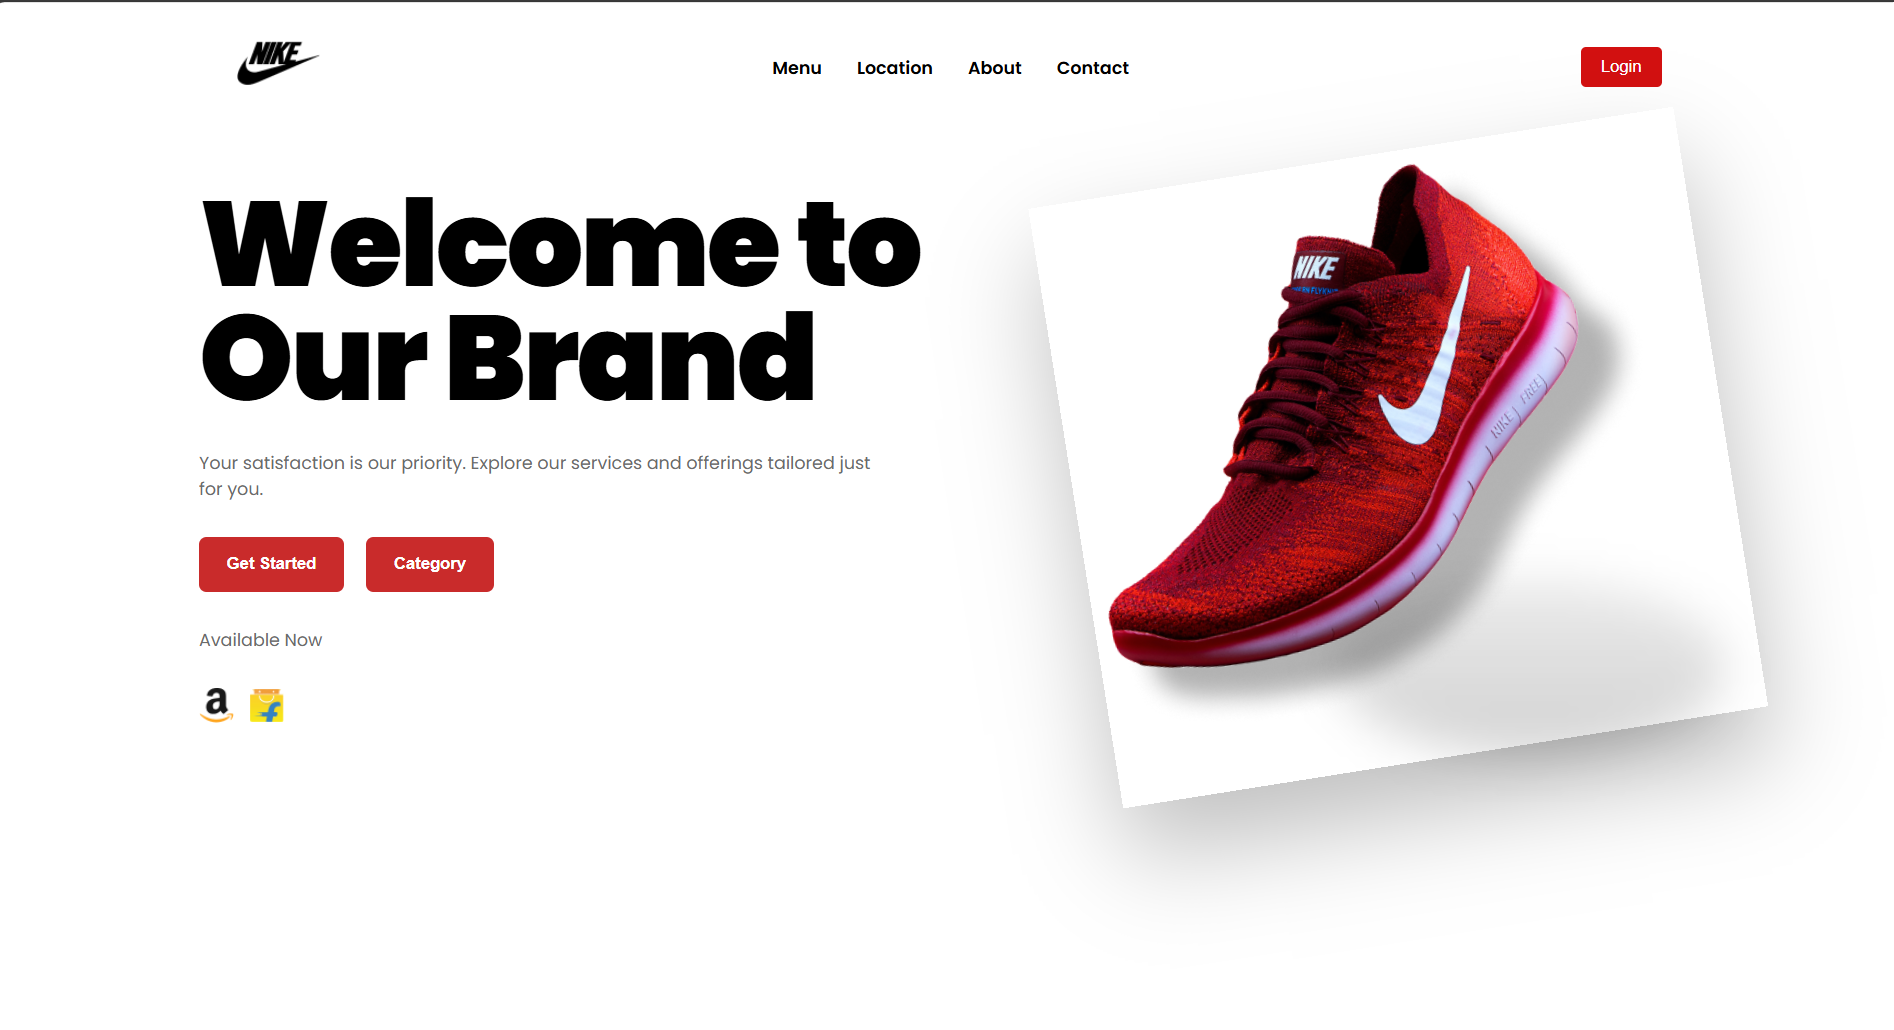 NIKE
Menu Location About Contact
Login
Welcome to
Our Brand
Your satisfaction is our priority. Explore our services and offerings tailored just
for you.
Get Started Category
Available Now
a f
NIKE
NIKE FREE